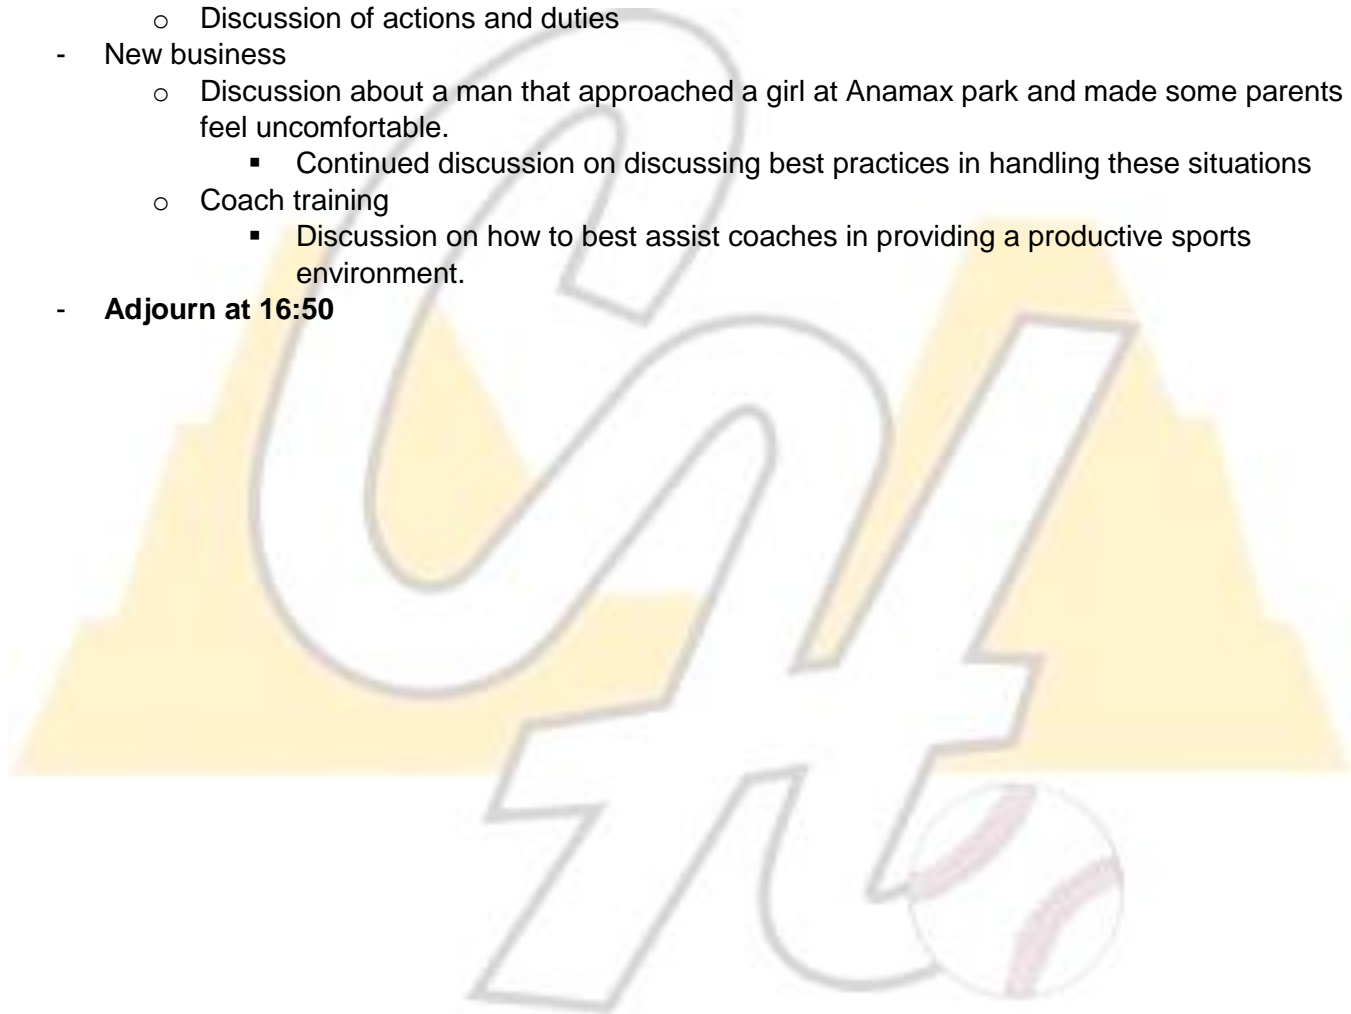 o Discussion of actions and duties
- New business
o Discussion about a man that approached a girl at Anamax park and made some parents
feel uncomfortable.
▪ Continued discussion on discussing best practices in handling these situations
o Coach training
▪ Discussion on how to best assist coaches in providing a productive sports
environment.
- Adjourn at 16:50